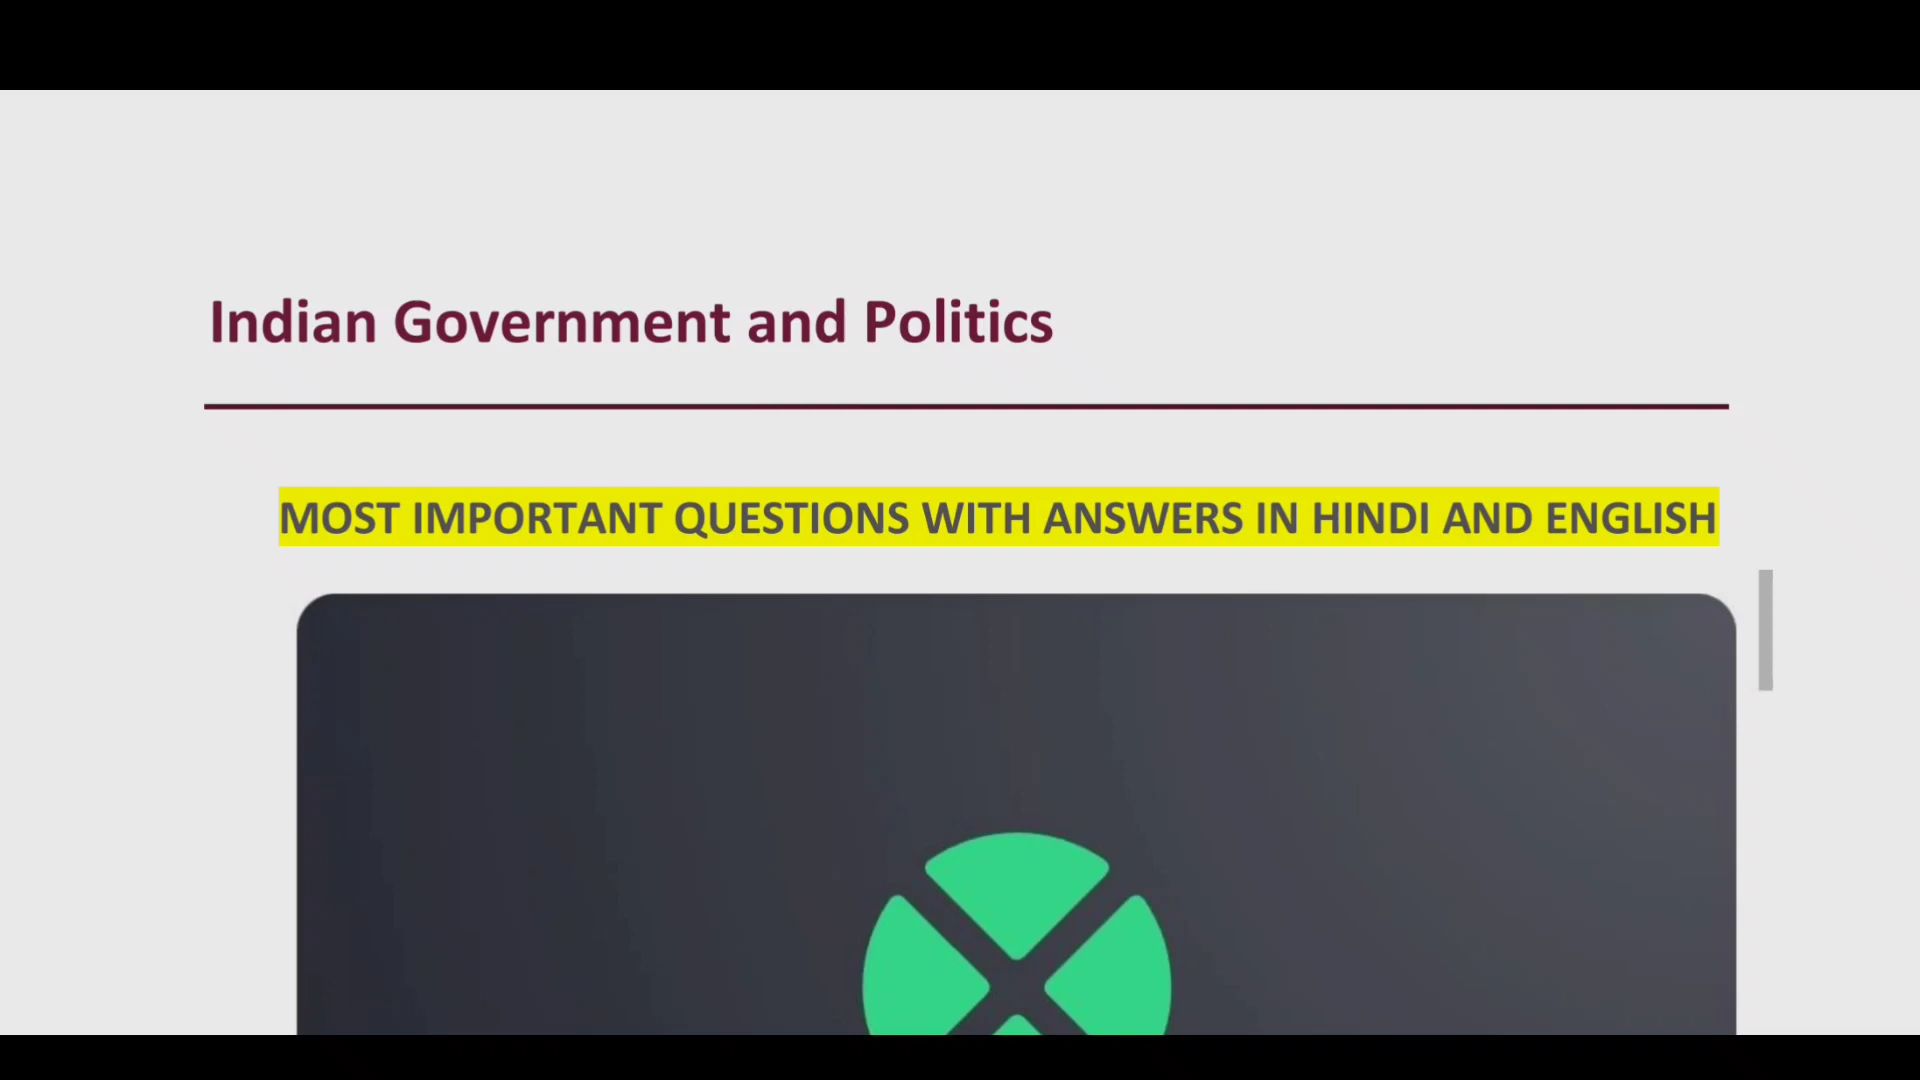 Indian Government and Politics
MOST IMPORTANT QUESTIONS WITH ANSWERS IN HINDI AND ENGLISH